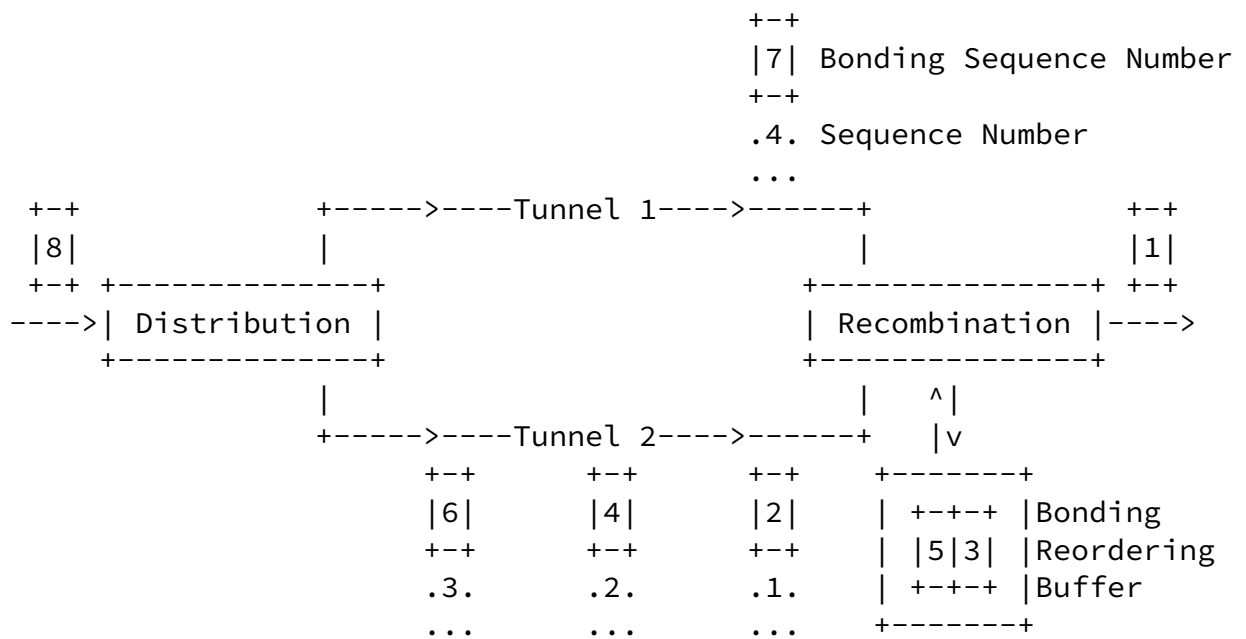 +-+
                                     |7| Bonding Sequence Number
                                     +-+
                                     .4. Sequence Number
                                     ...
 +-+            +----->----Tunnel 1---->------+             +-+
 |8|            |                          |             |1|
 +-+ +--------------+                     +---------------+ +-+
---->| Distribution |                     | Recombination |---->
     +--------------+                     +---------------+
                |                          |   ^|
                +----->----Tunnel 2---->------+   |v
                     +-+     +-+     +-+    +-------+
                     |6|     |4|     |2|    | +-+-+ |Bonding
                     +-+     +-+     +-+    | |5|3| |Reordering
                     .3.     .2.     .1.    | +-+-+ |Buffer
                     ...     ...     ...    +-------+